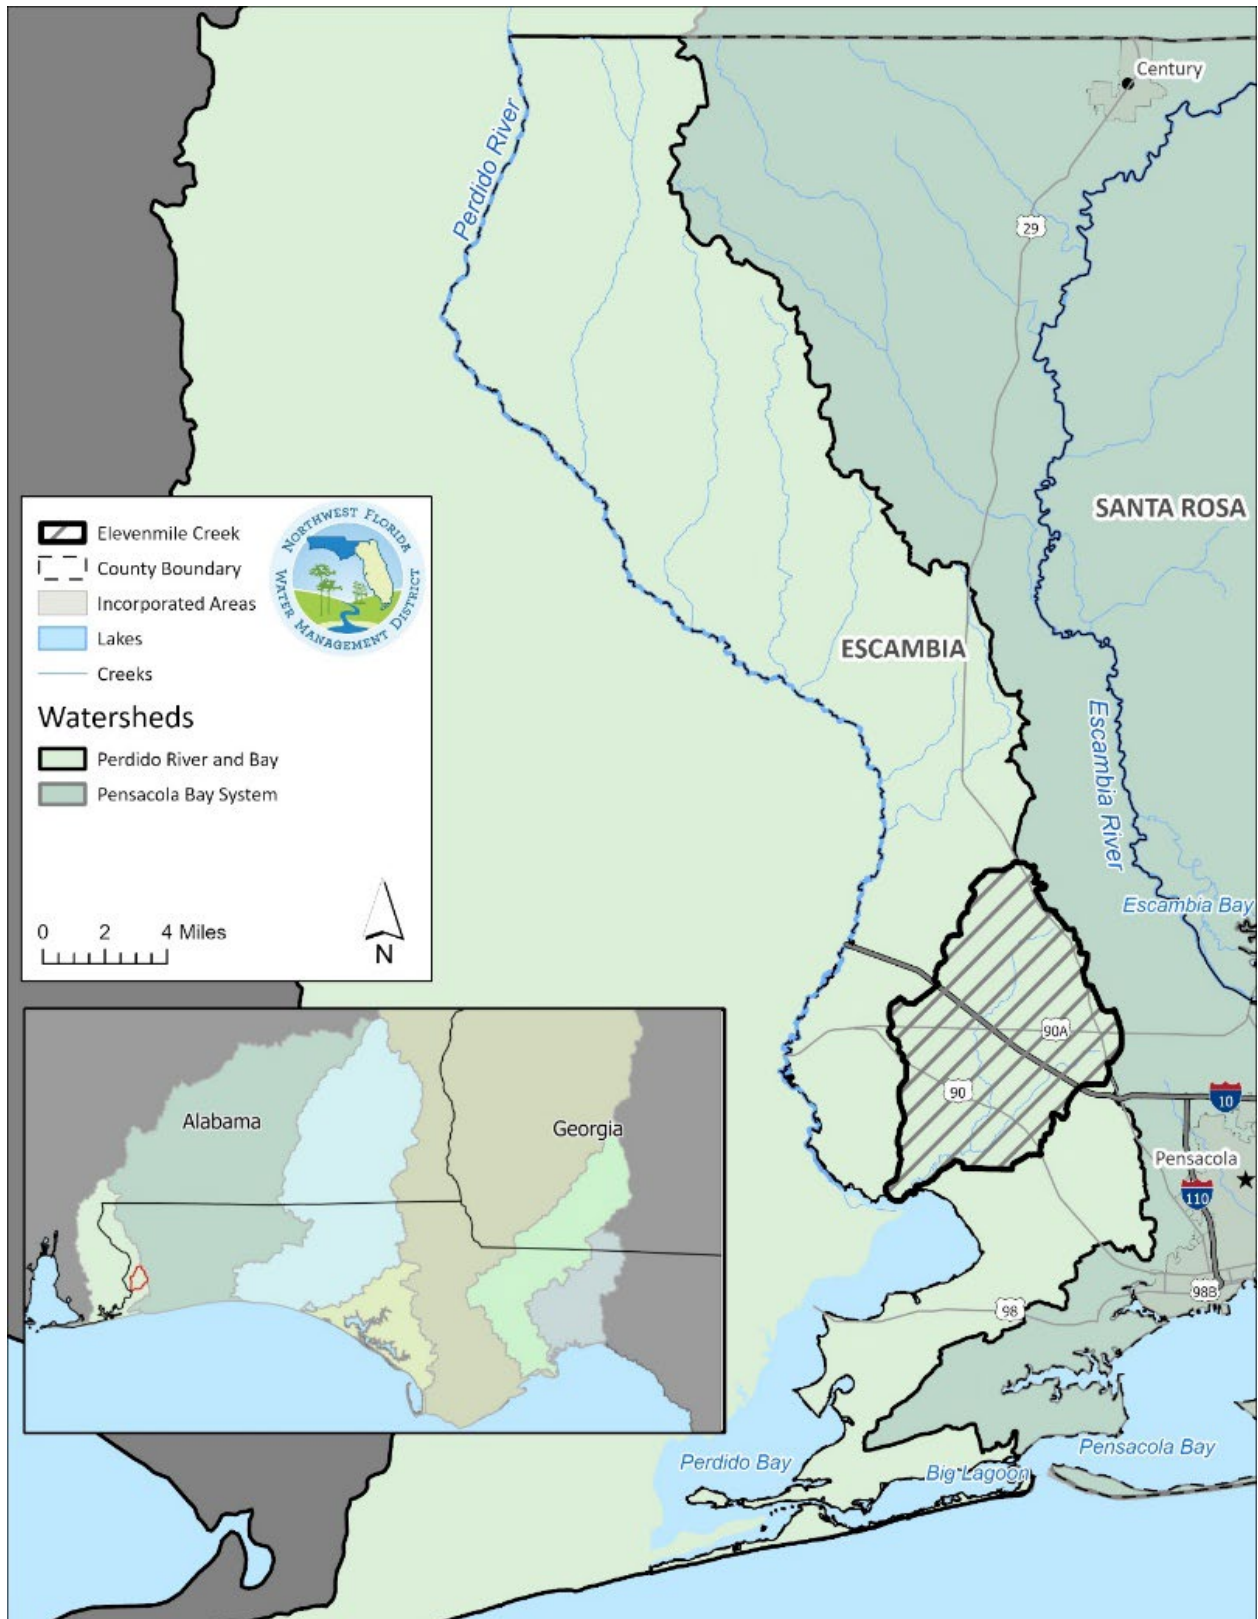 Century
Perdido River
29
SANTA ROSA
NORTHWEST FLORIDA
WATER MANAGEMENT DISTRICT
Elevenmile Creek
County Boundary
Incorporated Areas
Lakes
Creeks
Watersheds
Perdido River and Bay
Pensacola Bay System
0 2 4 Miles
N
ESCAMBIA
Escambia River
Escambia Bay
90A
90
10
Pensacola
110
98B
98
Alabama
Georgia
Perdido Bay
Big Lagoon
Pensacola Bay